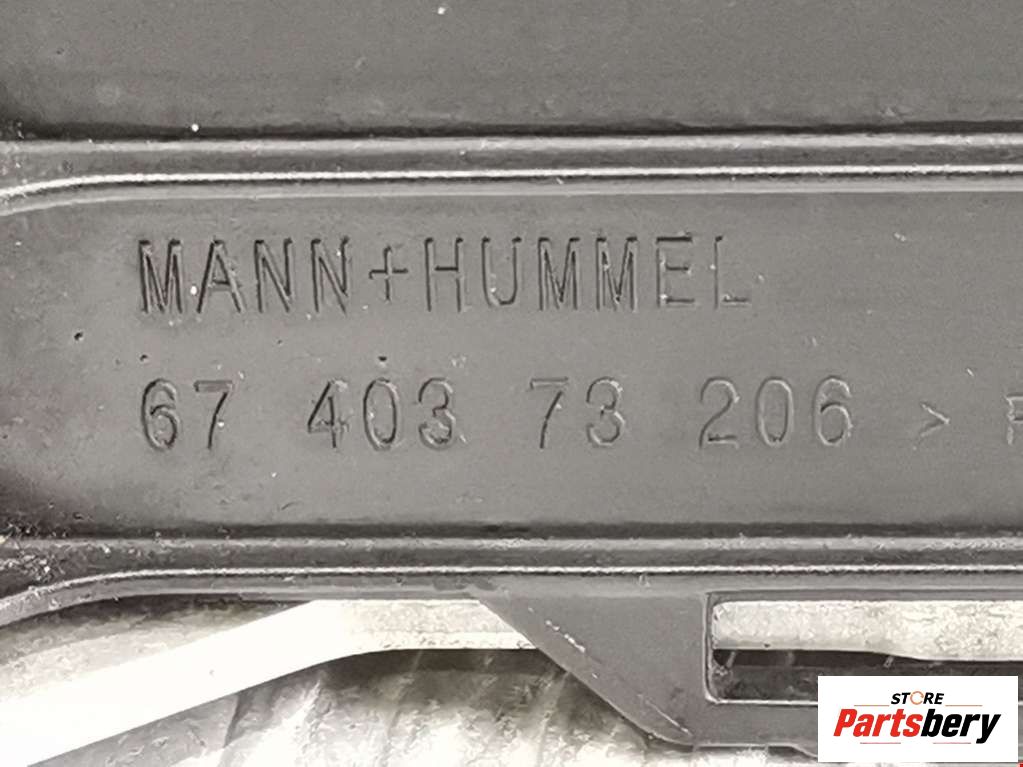 MANN+HUMMEL
67 403 73 206 >
STORE
Partsbery